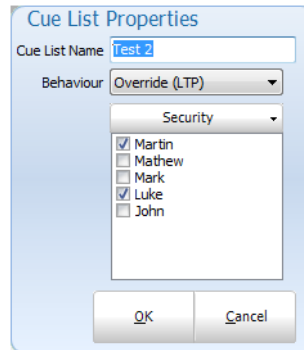 Cue List Properties
Cue List Name Test 2
Behaviour Override (LTP)
Security
Martin
Mathew
Mark
Luke
John
OK Cancel